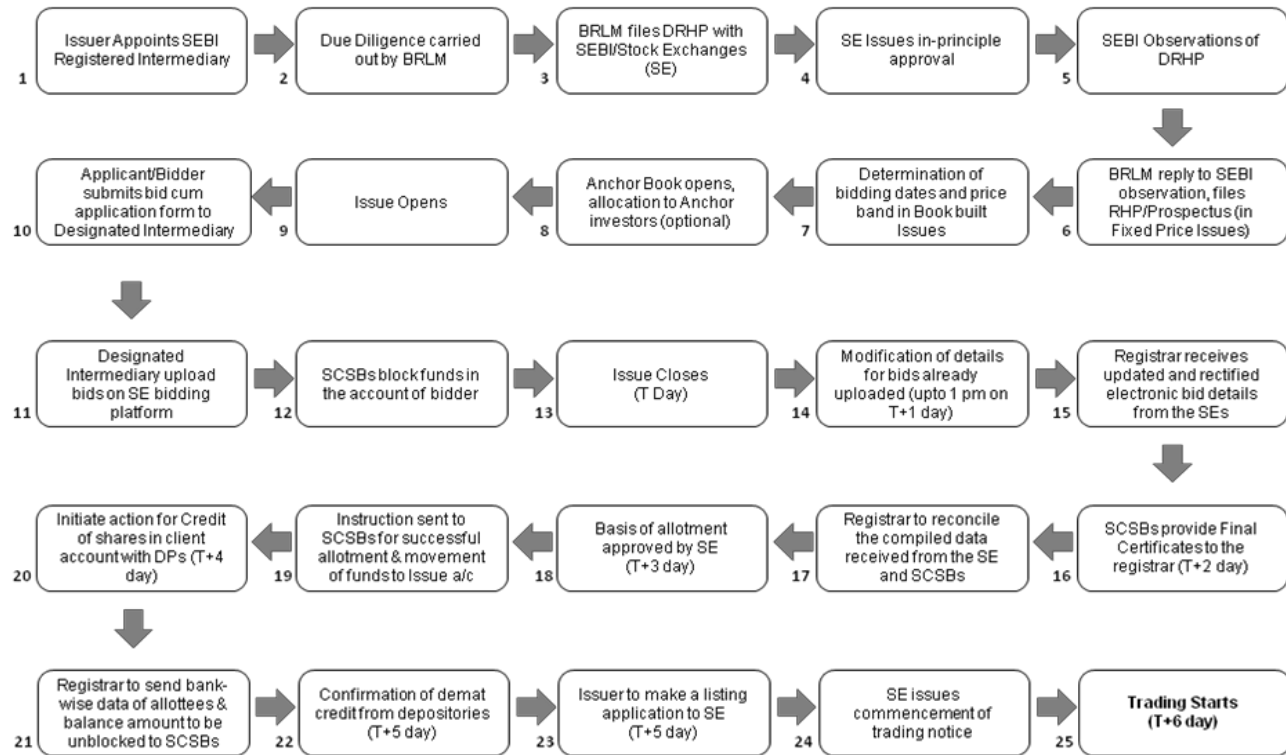 1
Issuer Appoints SEBI
Registered Intermediary
2
Due Diligence carried
out by BRLM
3
BRLM files DRHP with
SEBI/Stock Exchanges
(SE)
4
SE Issues in-principle
approval
5
SEBI Observations of
DRHP
6
BRLM reply to SEBI
observation, files
RHP/Prospectus (in
Fixed Price Issues)
7
Determination of
bidding dates and price
band in Book built
Issues
8
Anchor Book opens,
allocation to Anchor
investors (optional)
9
Issue Opens
10
Applicant/Bidder
submits bid cum
application form to
Designated Intermediary
11
Designated
Intermediary upload
bids on SE bidding
platform
12
SCSBs block funds in
the account of bidder
13
Issue Closes
(T Day)
14
Modification of details
for bids already
uploaded (upto 1 pm on
T+1 day)
15
Registrar receives
updated and rectified
electronic bid details
from the SEs
16
SCSBs provide Final
Certificates to the
registrar (T+2 day)
17
Registrar to reconcile
the compiled data
received from the SE
and SCSBs
18
Basis of allotment
approved by SE
(T+3 day)
19
Instruction sent to
SCSBs for successful
allotment & movement
of funds to Issue a/c
20
Initiate action for Credit
of shares in client
account with DPs (T+4
day)
21
Registrar to send bank-
wise data of allottees &
balance amount to be
unblocked to SCSBs
22
Confirmation of demat
credit from depositories
(T+5 day)
23
Issuer to make a listing
application to SE
(T+5 day)
24
SE issues
commencement of
trading notice
25
Trading Starts
(T+6 day)